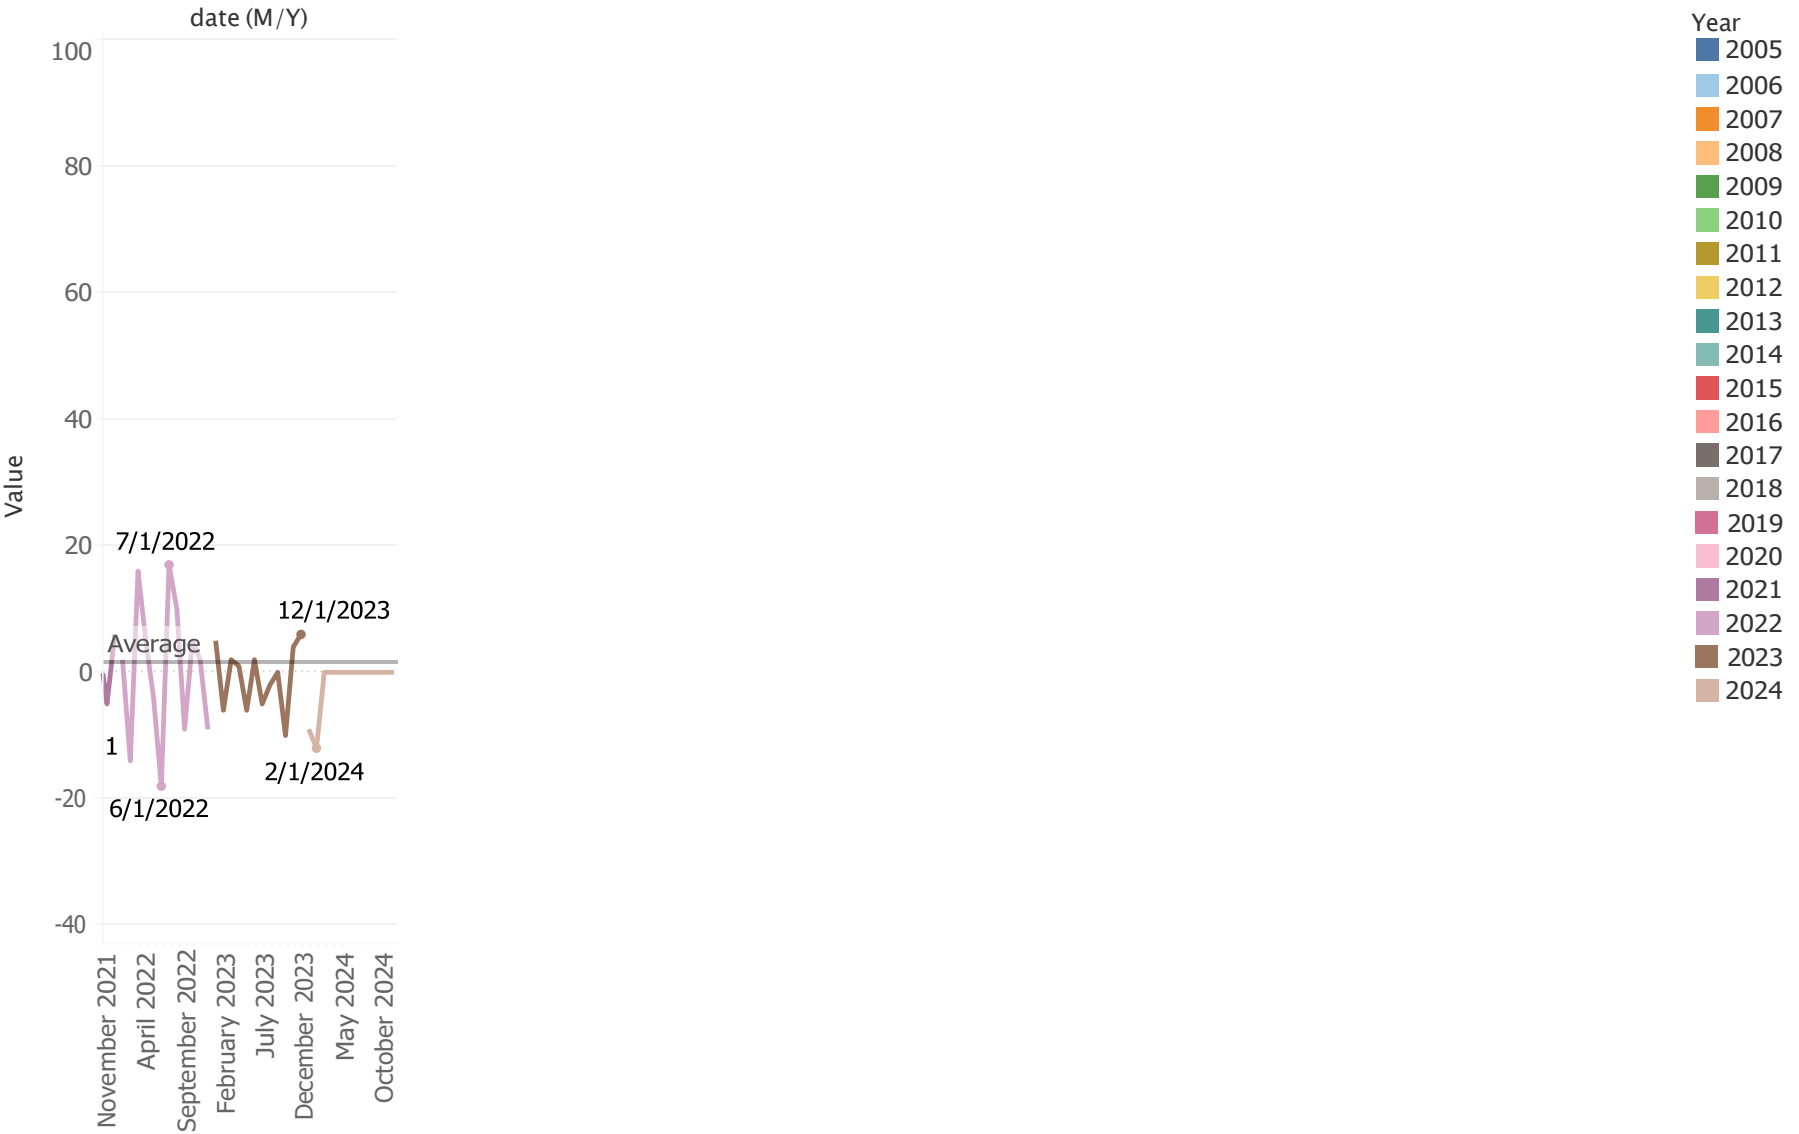 date (M/Y)
100
80
60
40
20
0
-20
-40
Value
7/1/2022
12/1/2023
Average
1
2/1/2024
6/1/2022
November 2021
April 2022
September 2022
February 2023
July 2023
December 2023
May 2024
October 2024
Year
2005
2006
2007
2008
2009
2010
2011
2012
2013
2014
2015
2016
2017
2018
2019
2020
2021
2022
2023
2024